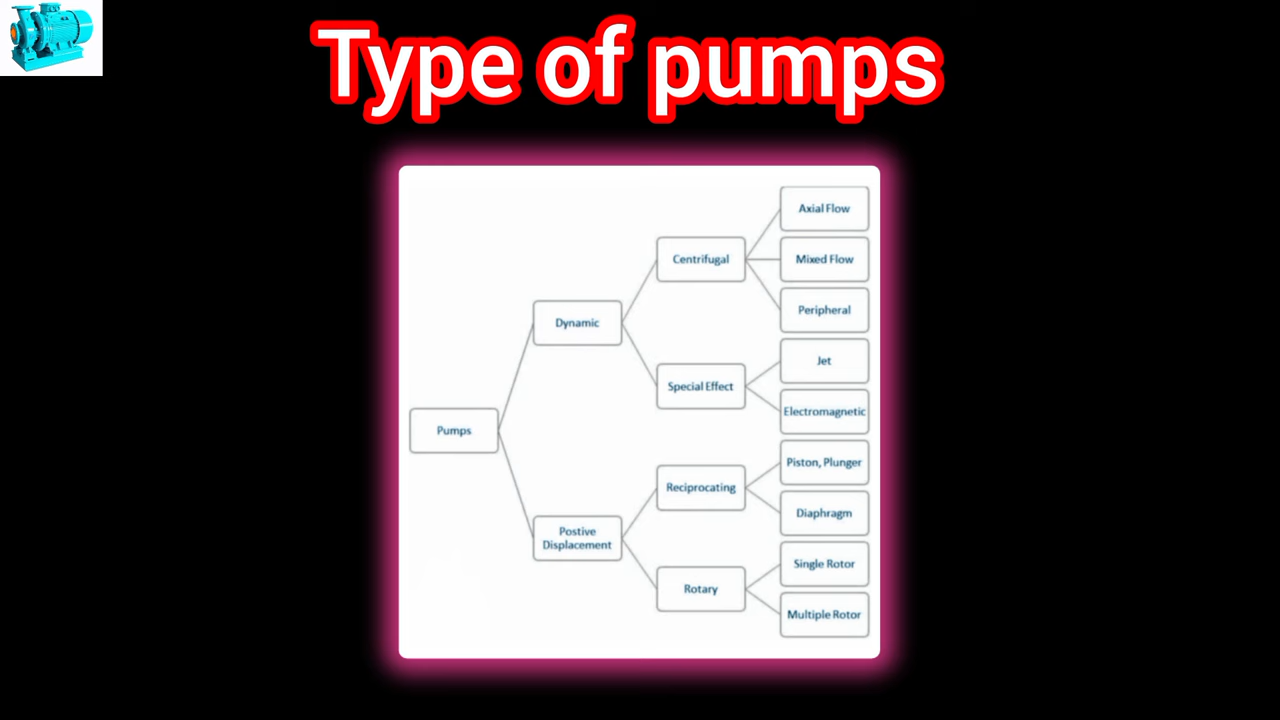 Type of pumps
Axial Flow
Centrifugal
Mixed Flow
Peripheral
Dynamic
Jet
Special Effect
Electromagnetic
Pumps
Piston, Plunger
Reciprocating
Diaphragm
Postive
Displacement
Single Rotor
Rotary
Multiple Rotor